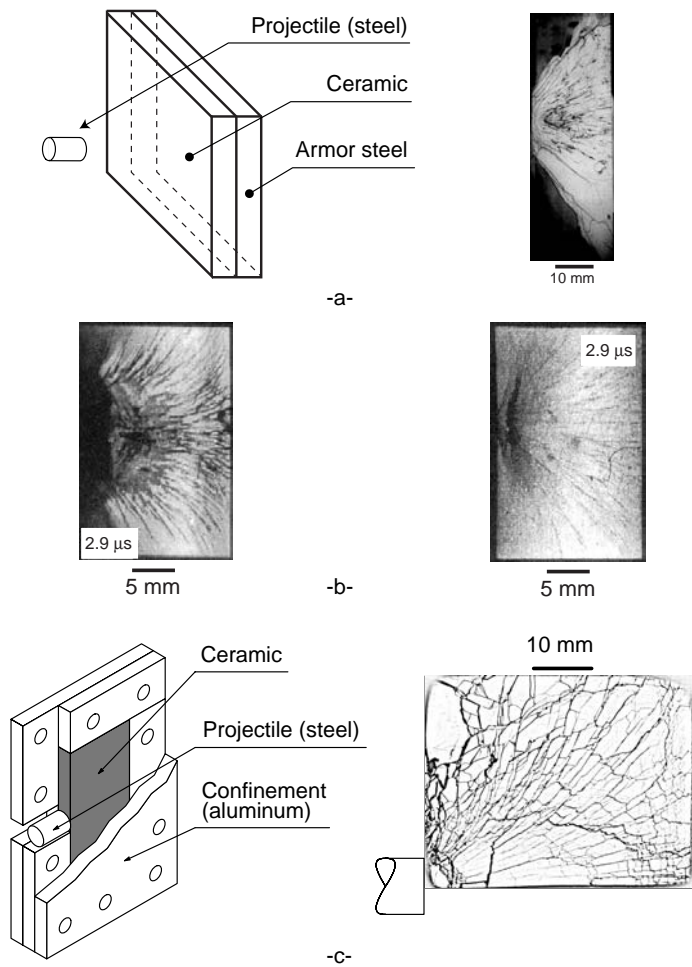 Projectile (steel)
Ceramic
Armor steel
10 mm
-a-
2.9 μs
2.9 μs
5 mm
-b-
5 mm
Ceramic
Projectile (steel)
Confinement
(aluminum)
10 mm
-c-